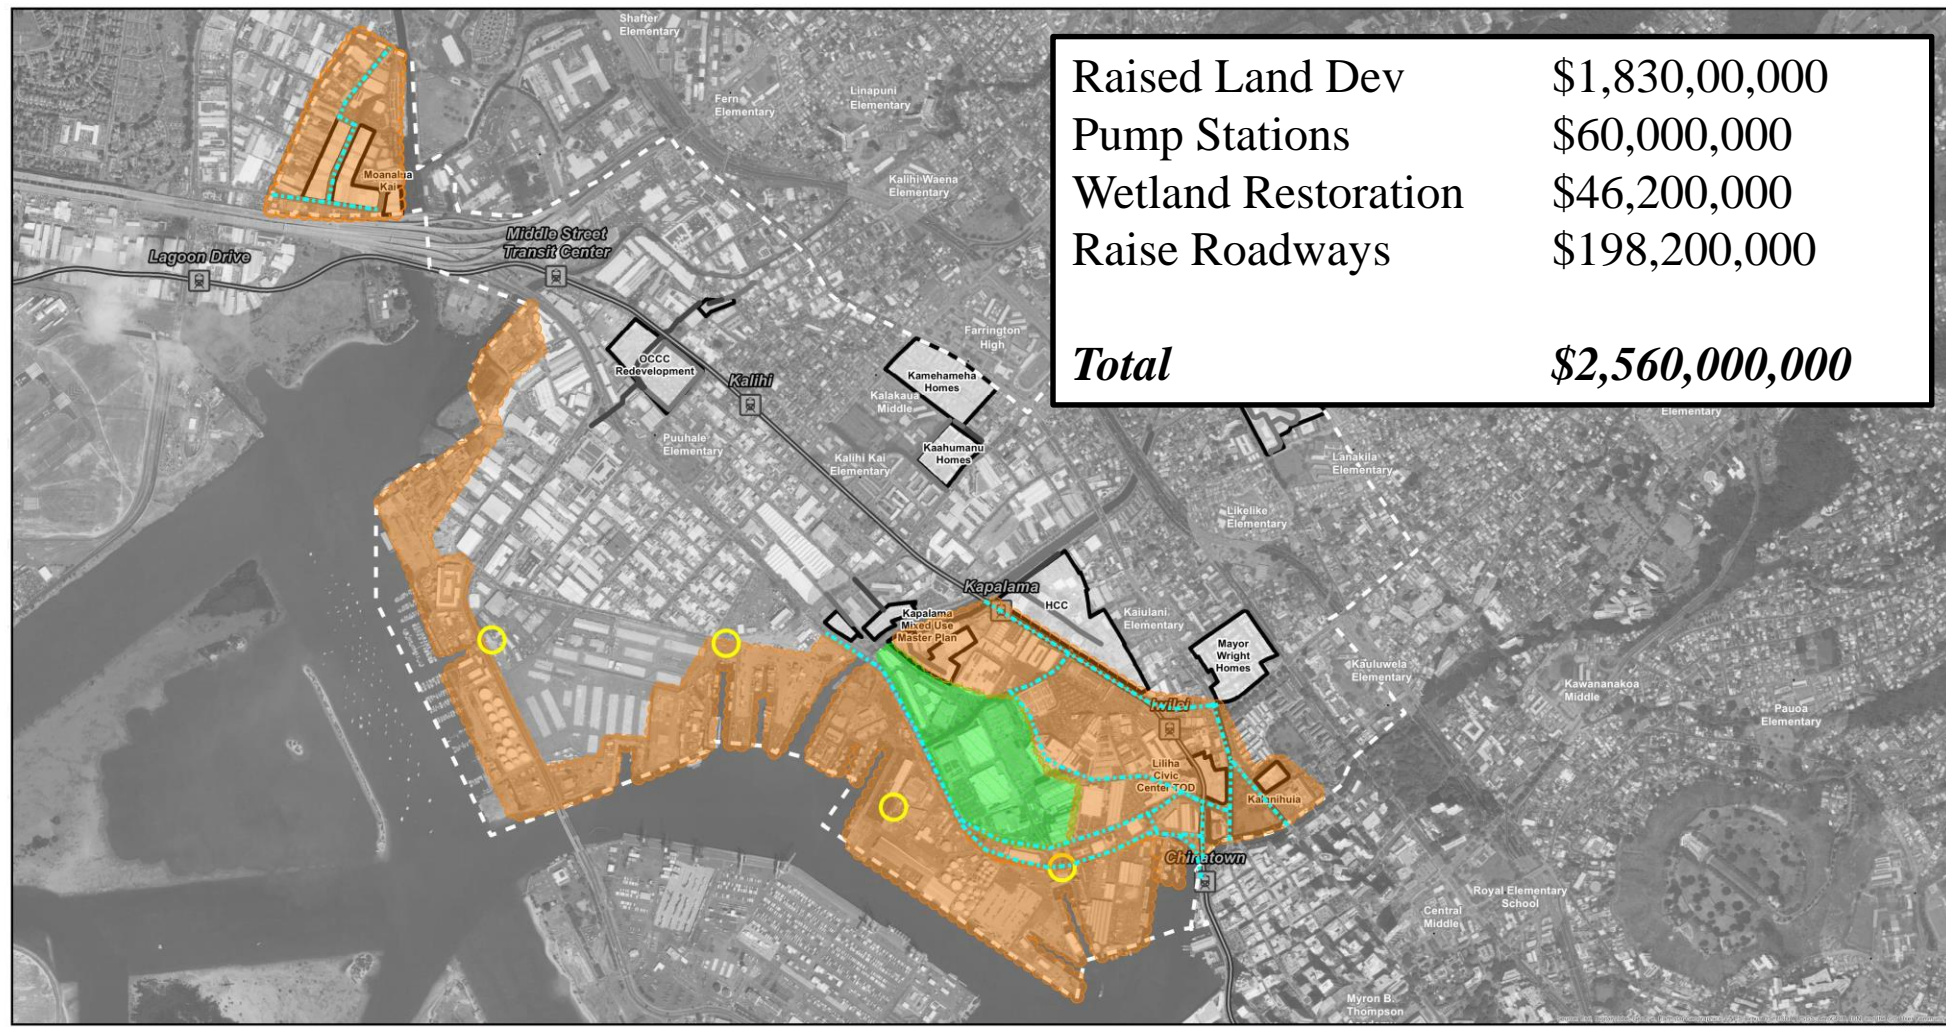 Shafter
Elementary
Raised Land Dev $1,830,00,000
Pump Stations $60,000,000
Wetland Restoration $46,200,000
Raise Roadways $198,200,000
Total $2,560,000,000
Fern
Elementary
Linapuni
Elementary
Moanalua
Kai
Kalihi Waena
Elementary
Lagoon Drive
Middle Street
Transit Center
Farrington
High
OCCC
Redevelopment
Kalihi
Kamehameha
Homes
Kalakaua
Middle
Elementary
Puuhale
Elementary
Kaahumanu
Homes
Kalihi Kai
Elementary
Lanakila
Elementary
Likelike
Elementary
Kapalama
HCC
Kapalama
Mixed Use
Master Plan
Kaiulani
Elementary
Mayor
Wright
Homes
Kauluwela
Elementary
Kawananakoa
Middle
Pauoa
Elementary
Iwilei
Liliha
Civic
Center TOD
Kalanihuia
Chinatown
Royal Elementary
School
Central
Middle
Myron B.
Thompson